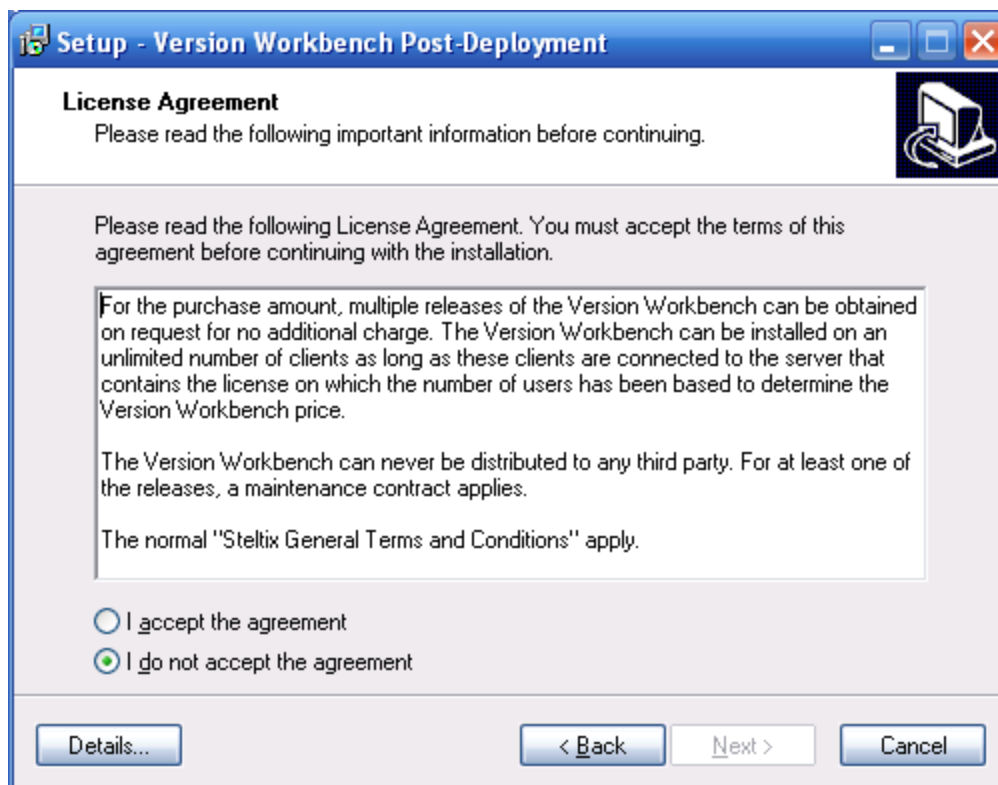 Setup - Version Workbench Post-Deployment
License Agreement
Please read the following important information before continuing.
Please read the following License Agreement. You must accept the terms of this
agreement before continuing with the installation.
For the purchase amount, multiple releases of the Version Workbench can be obtained
on request for no additional charge. The Version Workbench can be installed on an
unlimited number of clients as long as these clients are connected to the server that
contains the license on which the number of users has been based to determine the
Version Workbench price.
The Version Workbench can never be distributed to any third party. For at least one of
the releases, a maintenance contract applies.
The normal "Steltix General Terms and Conditions" apply.
I accept the agreement
I do not accept the agreement
Details...
< Back
Next >
Cancel